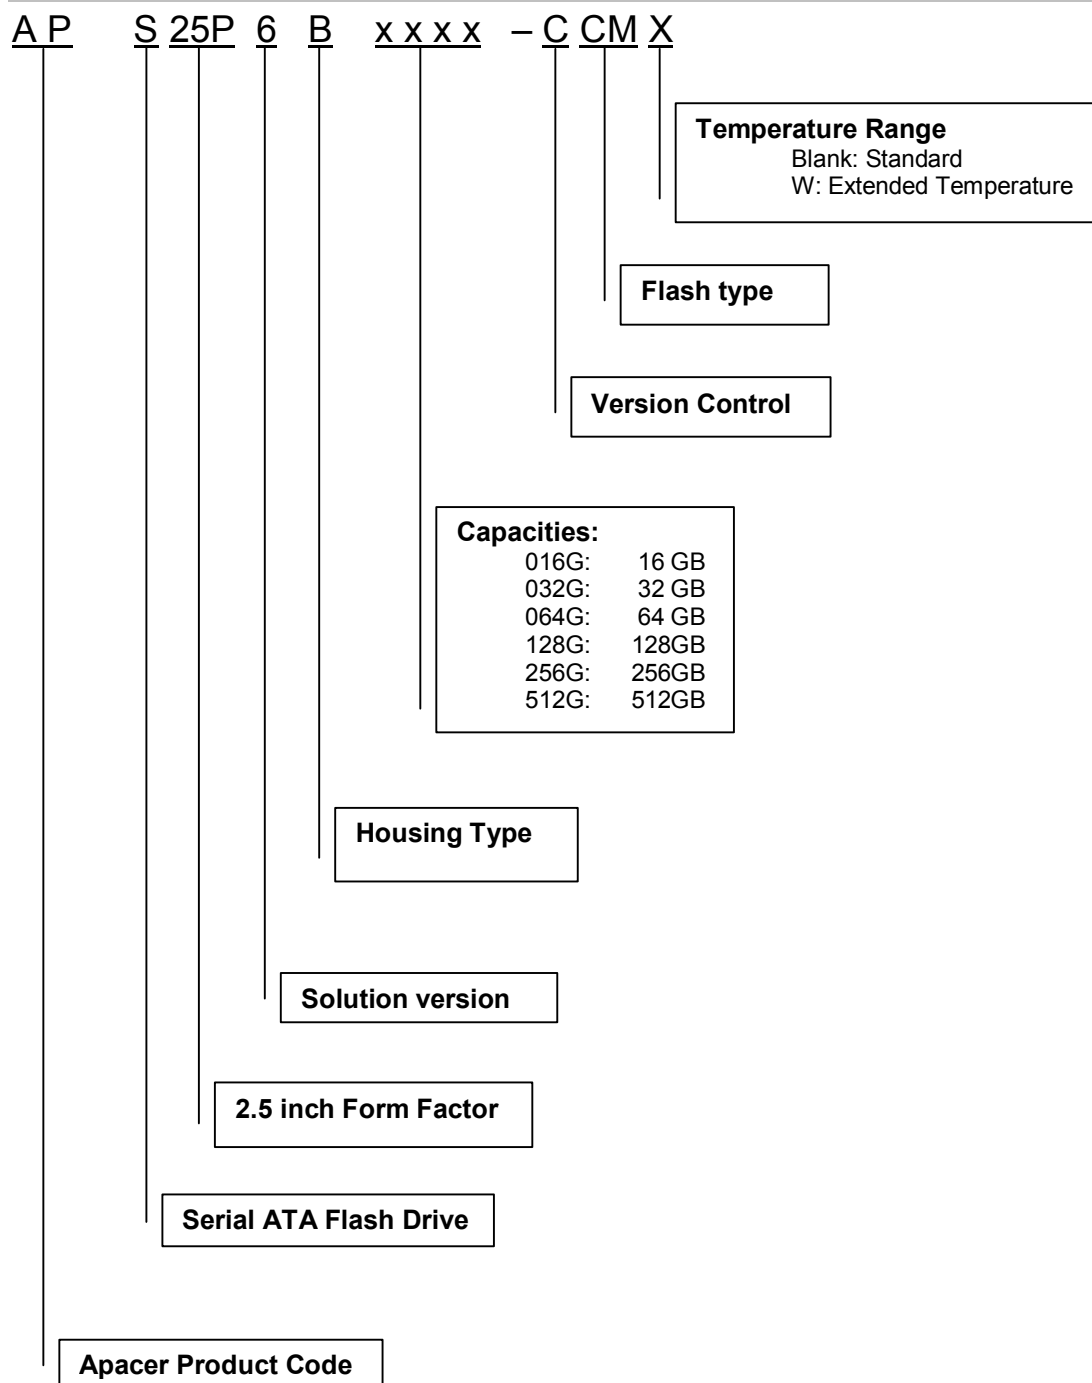 A P S 25P 6 B x x x x – C CM X
Temperature Range
Blank: Standard
W: Extended Temperature
Flash type
Version Control
Capacities:
016G: 16 GB
032G: 32 GB
064G: 64 GB
128G: 128GB
256G: 256GB
512G: 512GB
Housing Type
Solution version
2.5 inch Form Factor
Serial ATA Flash Drive
Apacer Product Code